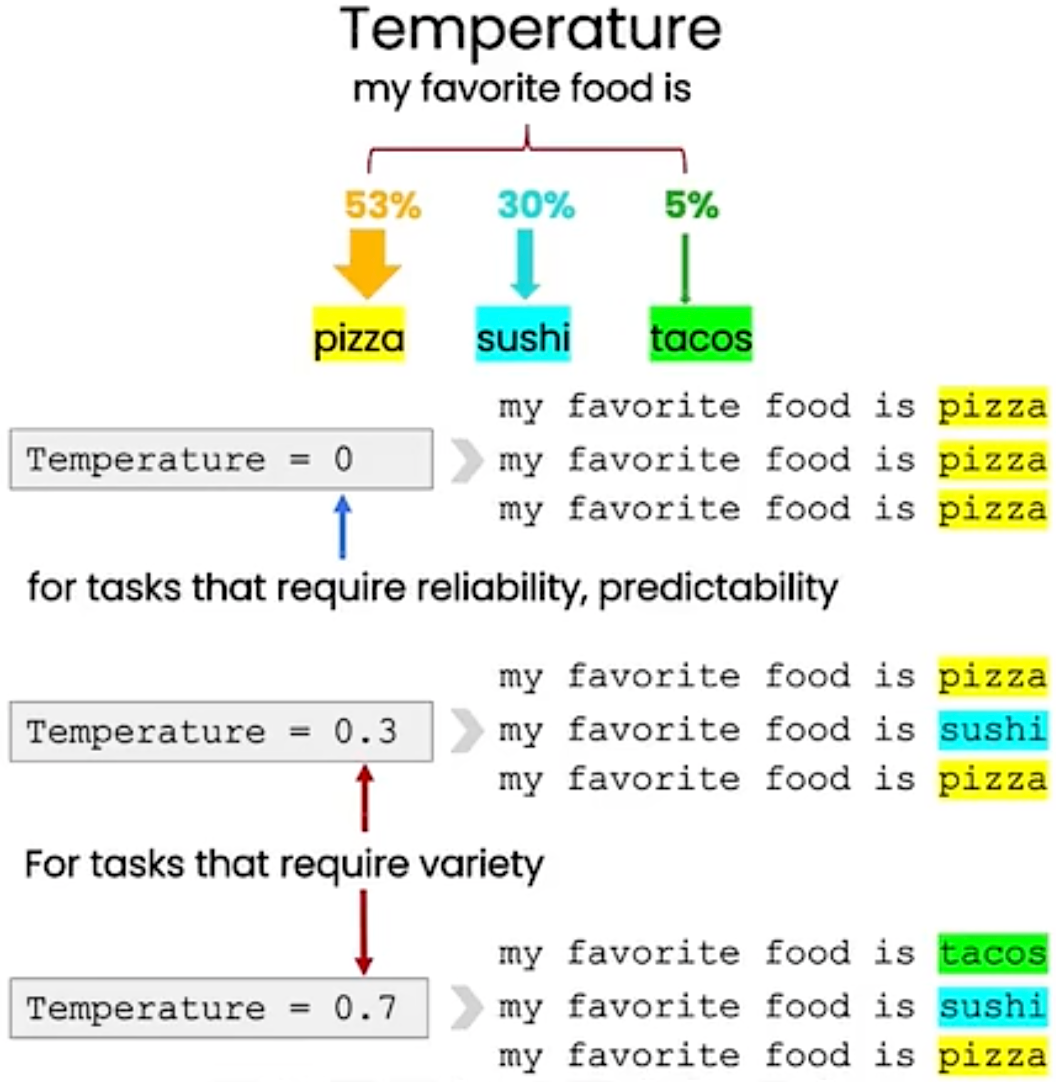 Temperature
my favorite food is
53% 30% 5%
pizza sushi tacos
my favorite food is pizza
Temperature = 0 my favorite food is pizza
my favorite food is pizza
for tasks that require reliability, predictability
my favorite food is pizza
Temperature = 0.3 my favorite food is sushi
my favorite food is pizza
For tasks that require variety
my favorite food is tacos
Temperature = 0.7 my favorite food is sushi
my favorite food is pizza